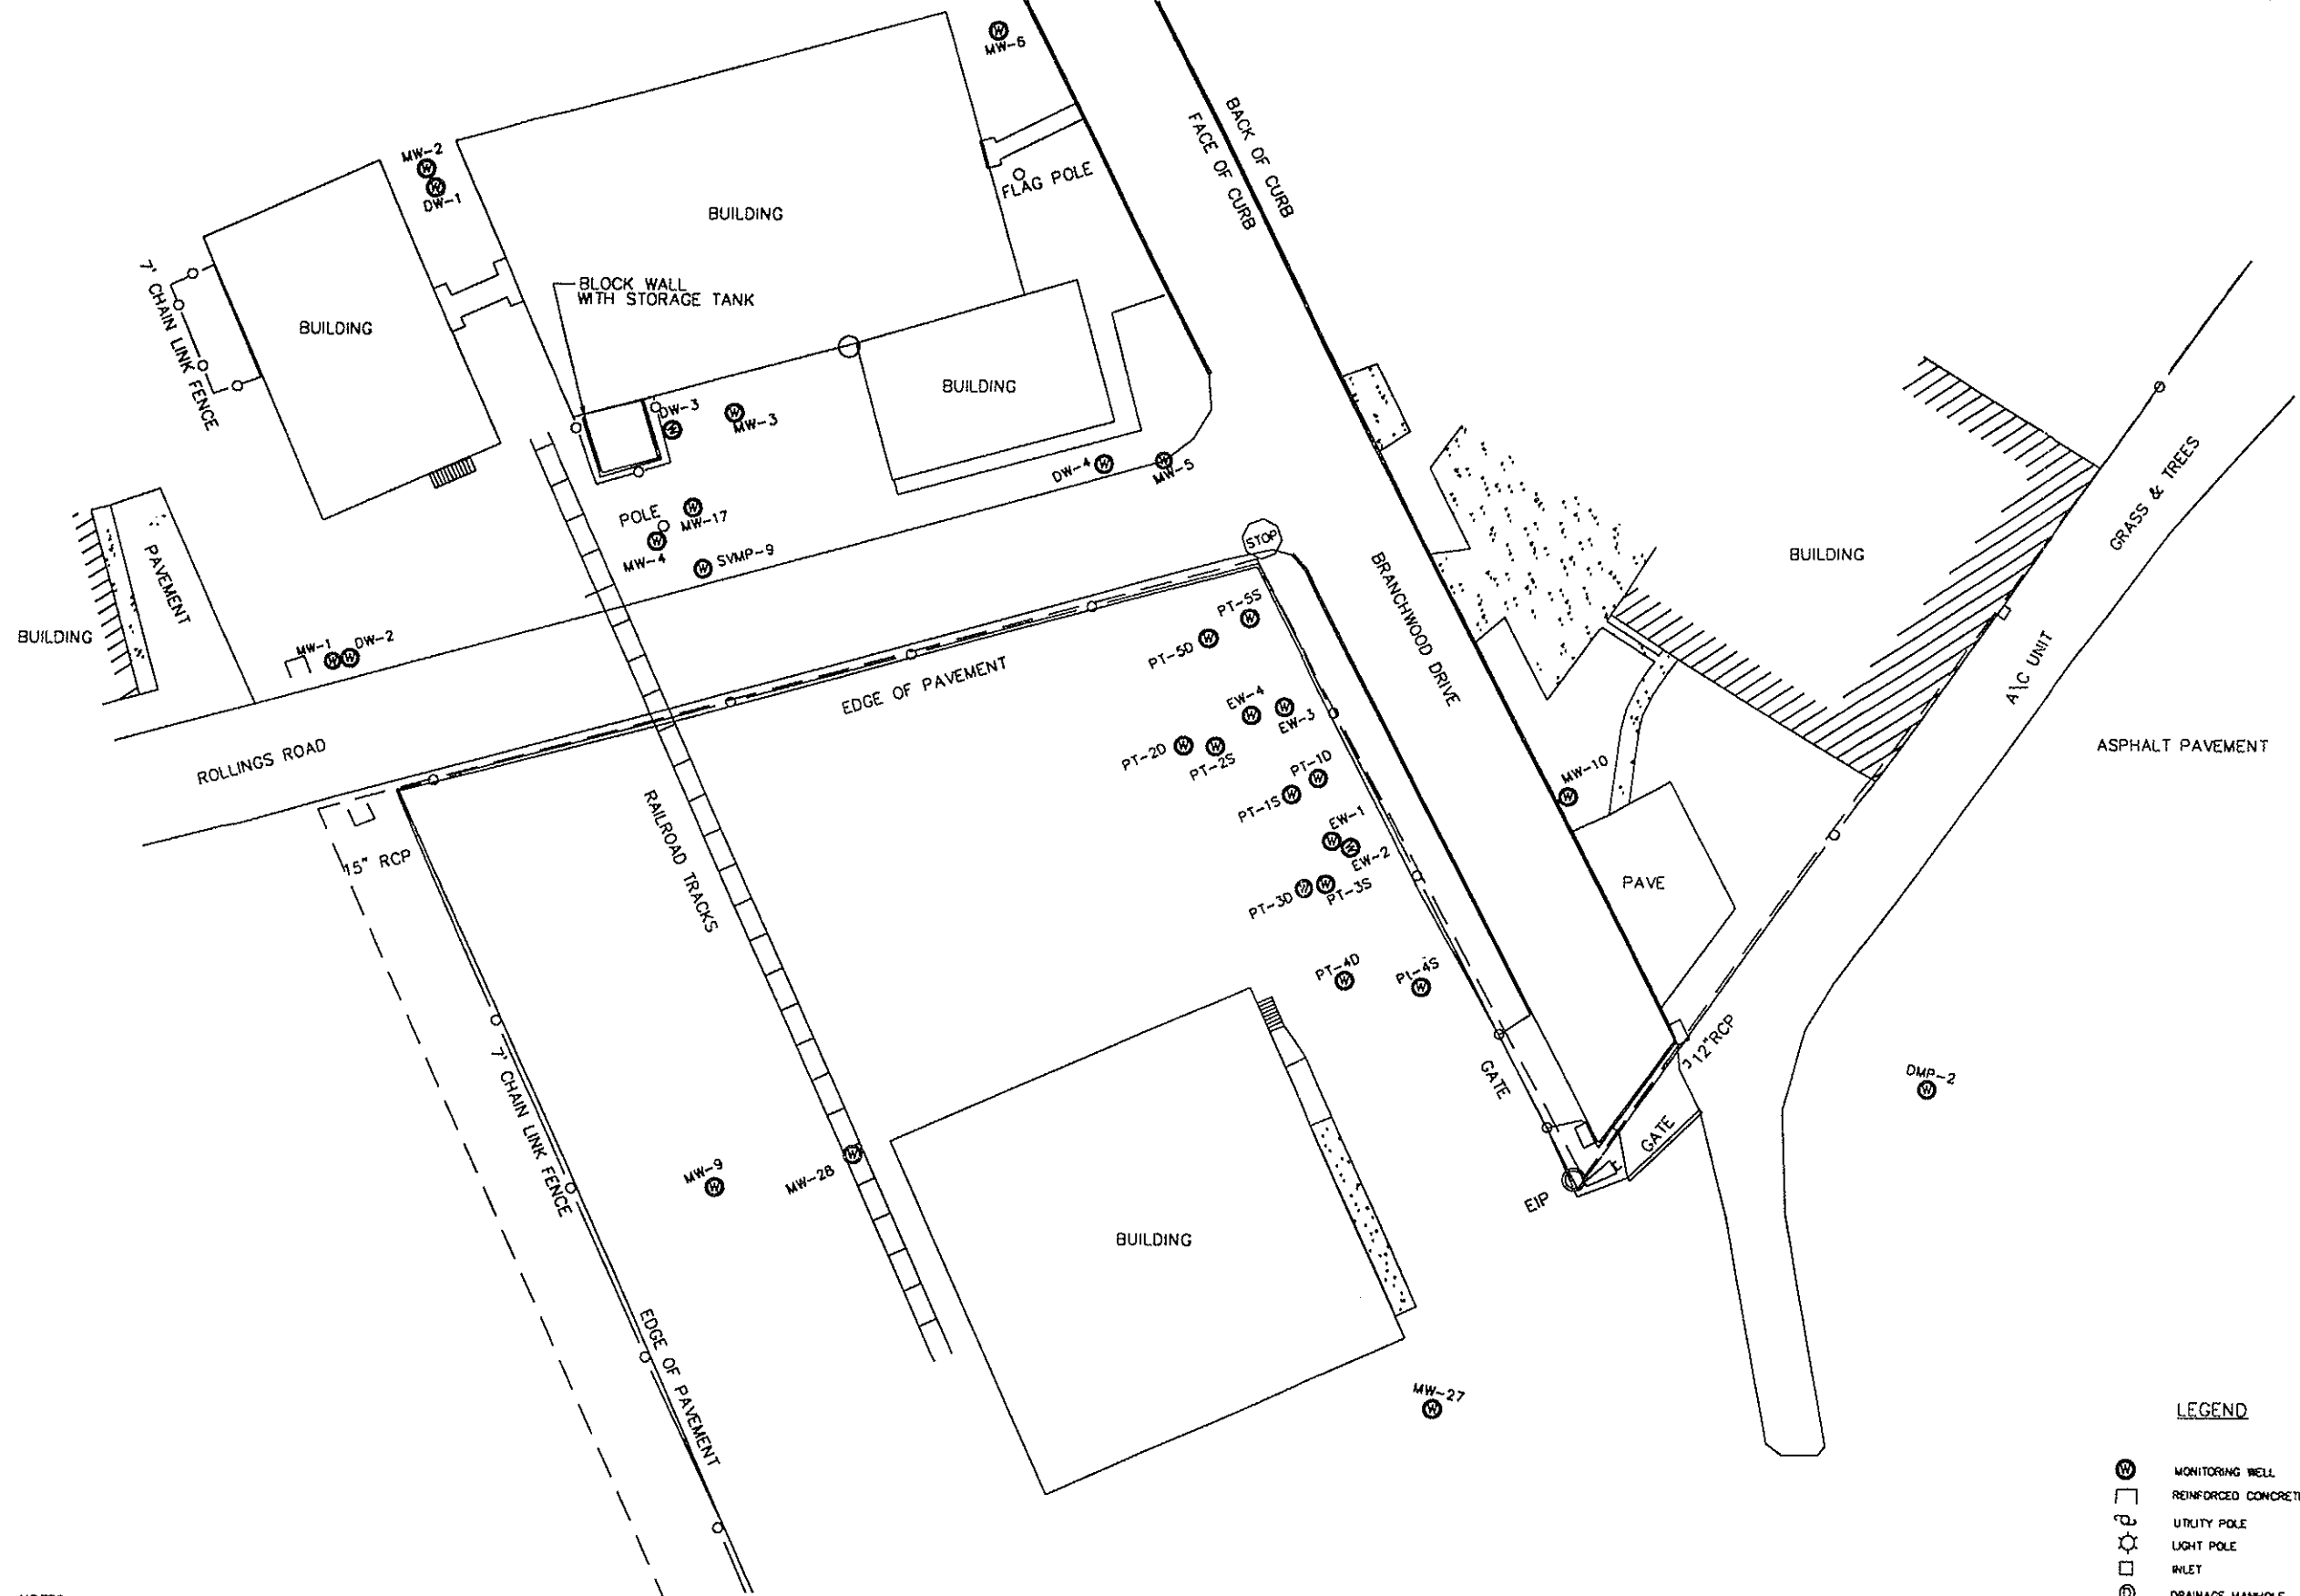 MW-6
BACK OF CURB
FACE OF CURB
MW-2
DW-1
FLAG POLE
BUILDING
7' CHAIN LINK FENCE
BUILDING
BLOCK WALL
WITH STORAGE TANK
BUILDING
DW-3
MW-3
DW-4
MW-5
GRASS & TREES
POLE
MW-17
MW-4
SVMP-9
STOP
BUILDING
PAVEMENT
BUILDING
MW-1
DW-2
BRANCHWOOD DRIVE
PT-5S
PT-5D
A\C UNIT
EDGE OF PAVEMENT
EW-4
EW-3
ROLLINGS ROAD
PT-2D
PT-2S
ASPHALT PAVEMENT
PT-1D
PT-1S
MW-10
15" RCP
RAILROAD TRACKS
EW-1
EW-2
PT-3D
PT-3S
PAVE
PT-4D
PT-4S
12"RCP
GATE
DMP-2
7' CHAIN LINK FENCE
GATE
MW-9
MW-28
EIP
BUILDING
EDGE OF PAVEMENT
MW-27
LEGEND
W MONITORING WELL
REINFORCED CONCRETE
UTILITY POLE
LIGHT POLE
INLET
D DRAINAGE MANHOLE